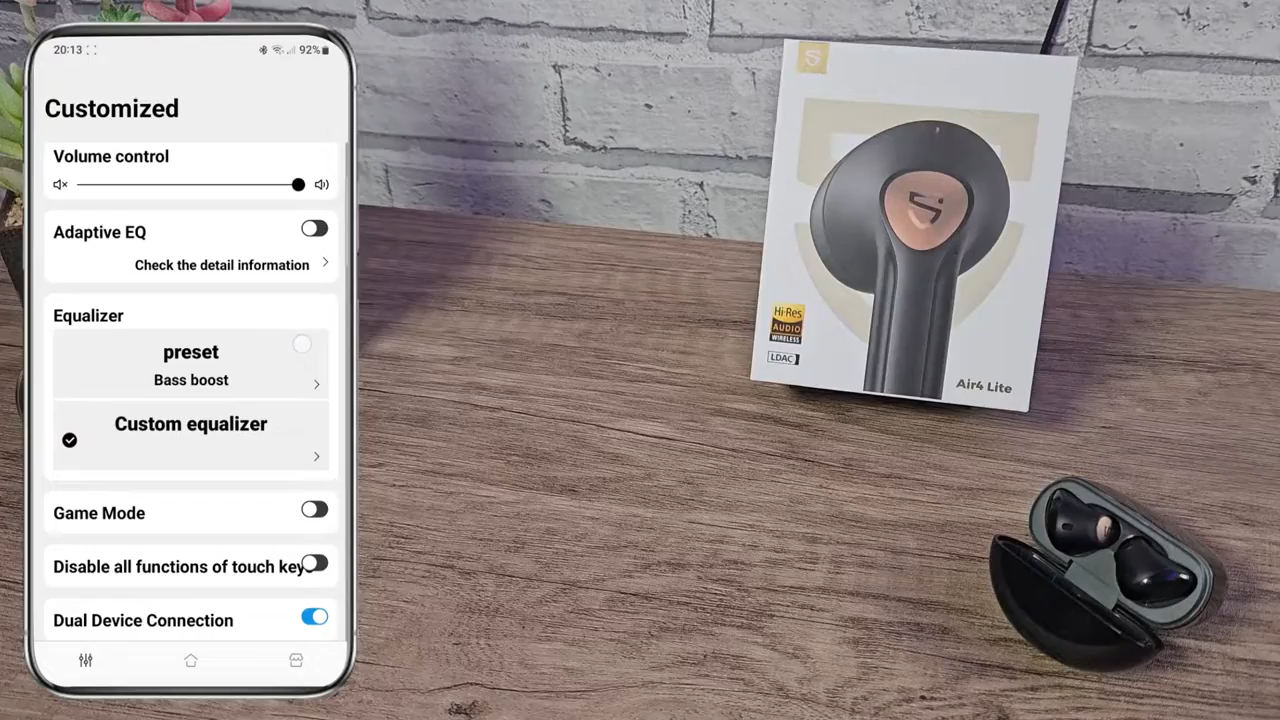 20:13
92%
Customized
Volume control
Adaptive EQ
Check the detail information
Equalizer
preset
Bass boost
Custom equalizer
Game Mode
Disable all functions of touch key
Dual Device Connection
Hi-Res
AUDIO
WIRELESS
LDAC
Air4 Lite